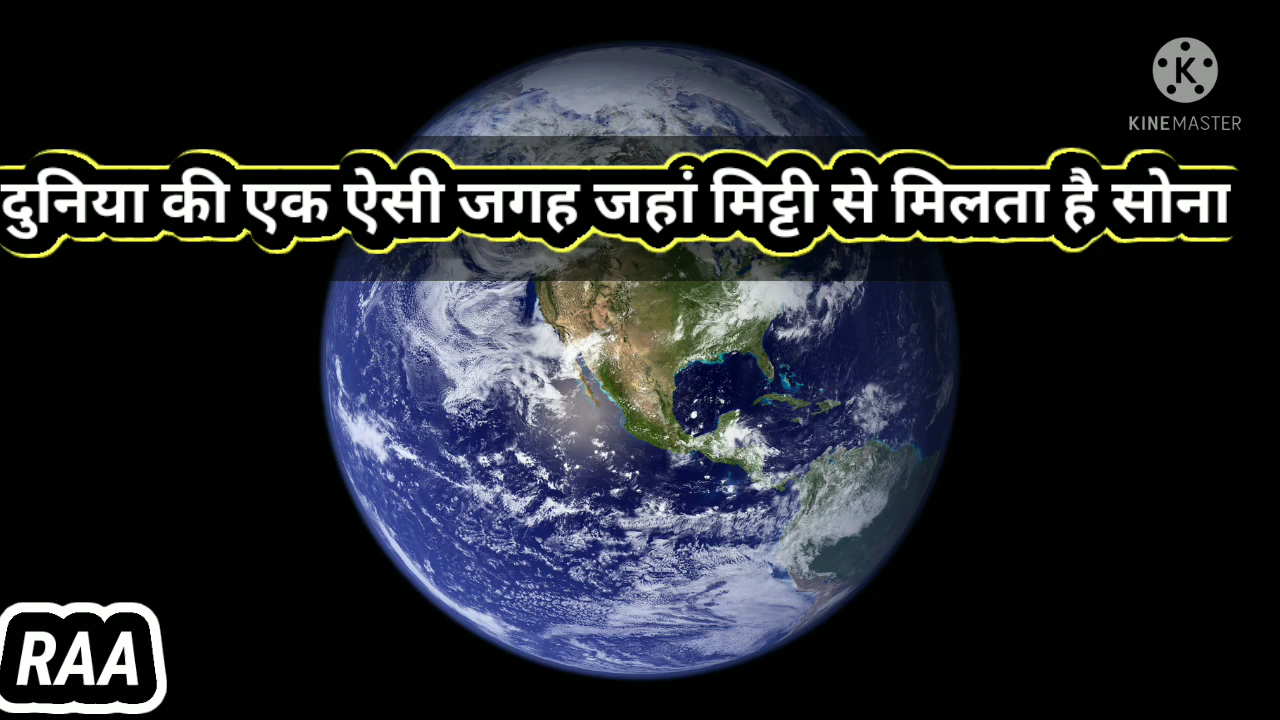 KINEMASTER
दुनिया की एक ऐसी जगह जहां मिट्टी से मिलता है सोना
RAA